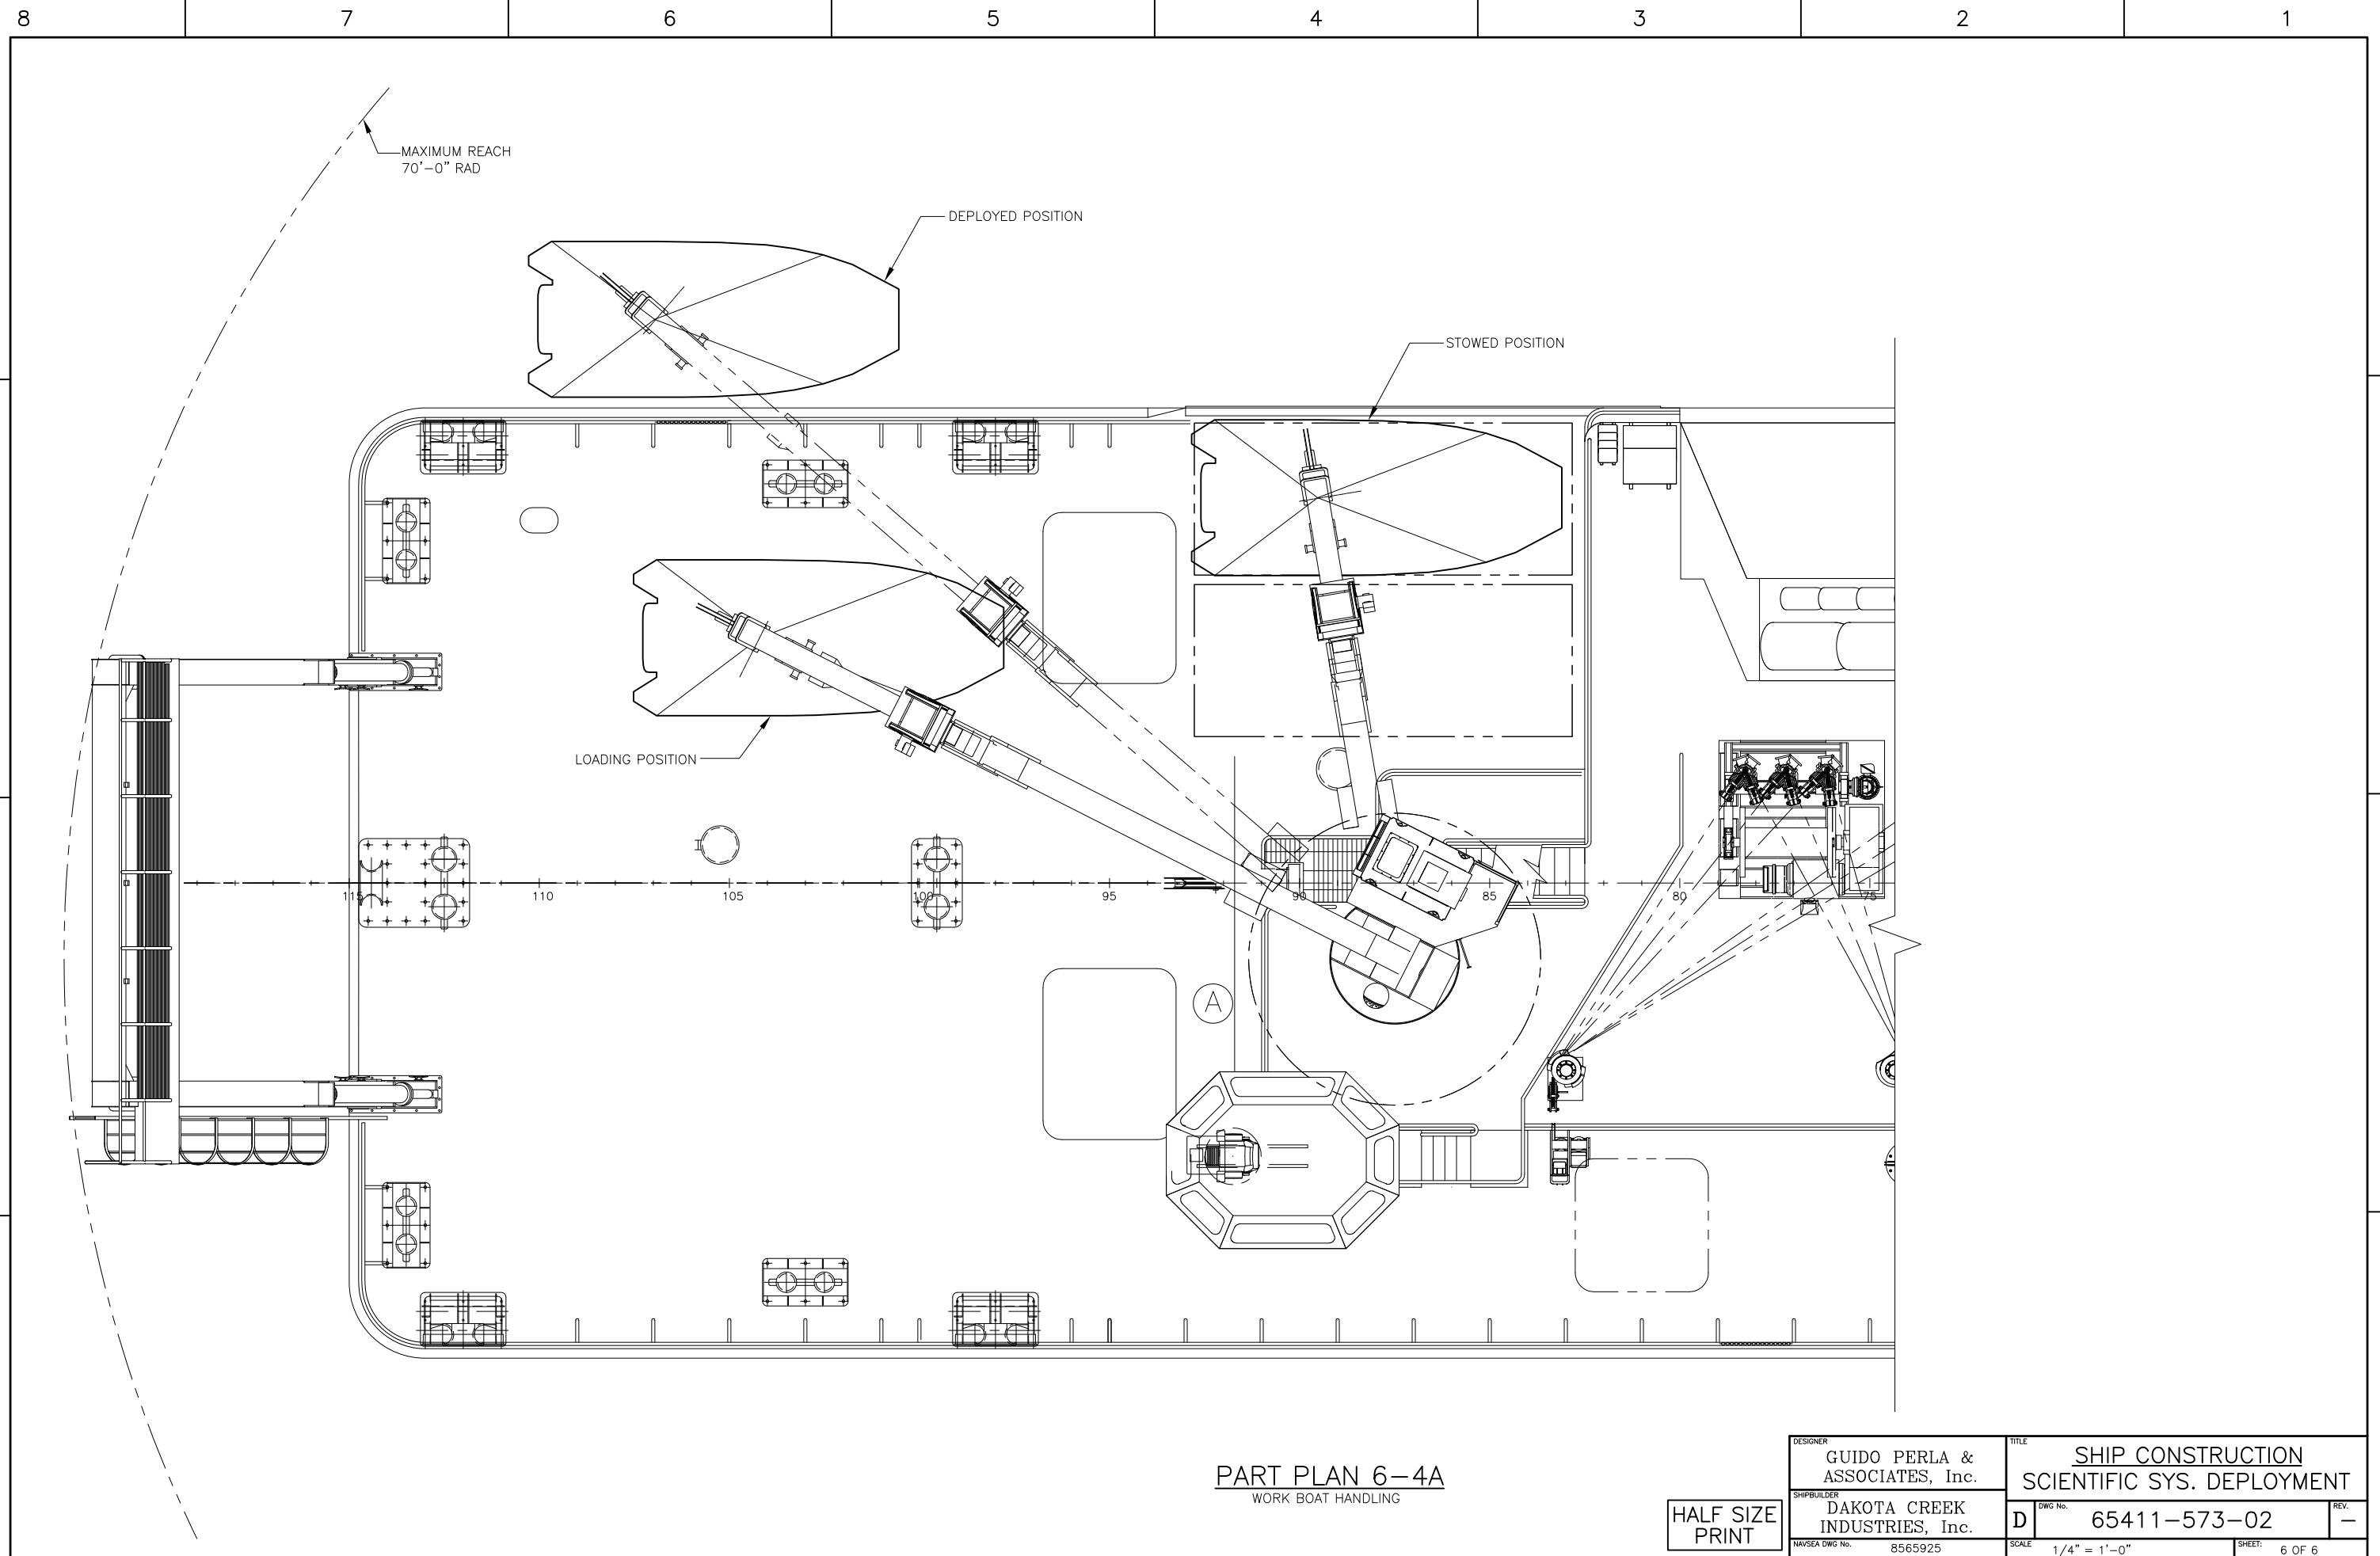 8 7 6 5 4 3 2 1
MAXIMUM REACH
70'-0" RAD
DEPLOYED POSITION
STOWED POSITION
LOADING POSITION
115 110 105 100 95 90 85 80 75
A
PART PLAN 6-4A
WORK BOAT HANDLING
HALF SIZE
PRINT
DESIGNER
GUIDO PERLA &
ASSOCIATES, Inc.
SHIPBUILDER
DAKOTA CREEK
INDUSTRIES, Inc.
NAVSEA DWG No. 8565925
TITLE
SHIP CONSTRUCTION
SCIENTIFIC SYS. DEPLOYMENT
D DWG No. 65411-573-02 REV. -
SCALE 1/4" = 1'-0" SHEET: 6 OF 6